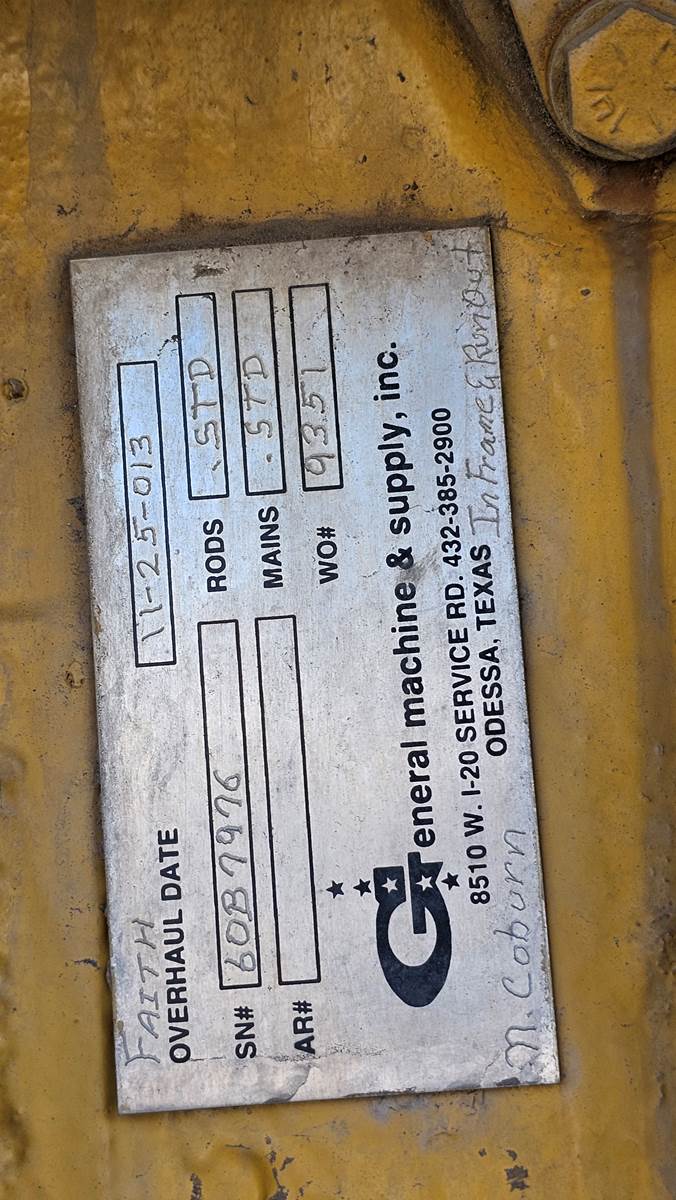 FAITH
OVERHAUL DATE 11-25-013
SN# 60B7976 RODS .STD
AR# MAINS .STD
WO# 9351
General machine & supply, inc.
8510 W. I-20 SERVICE RD. 432-385-2900
ODESSA, TEXAS
In Frame & Run Out
M. Coburn